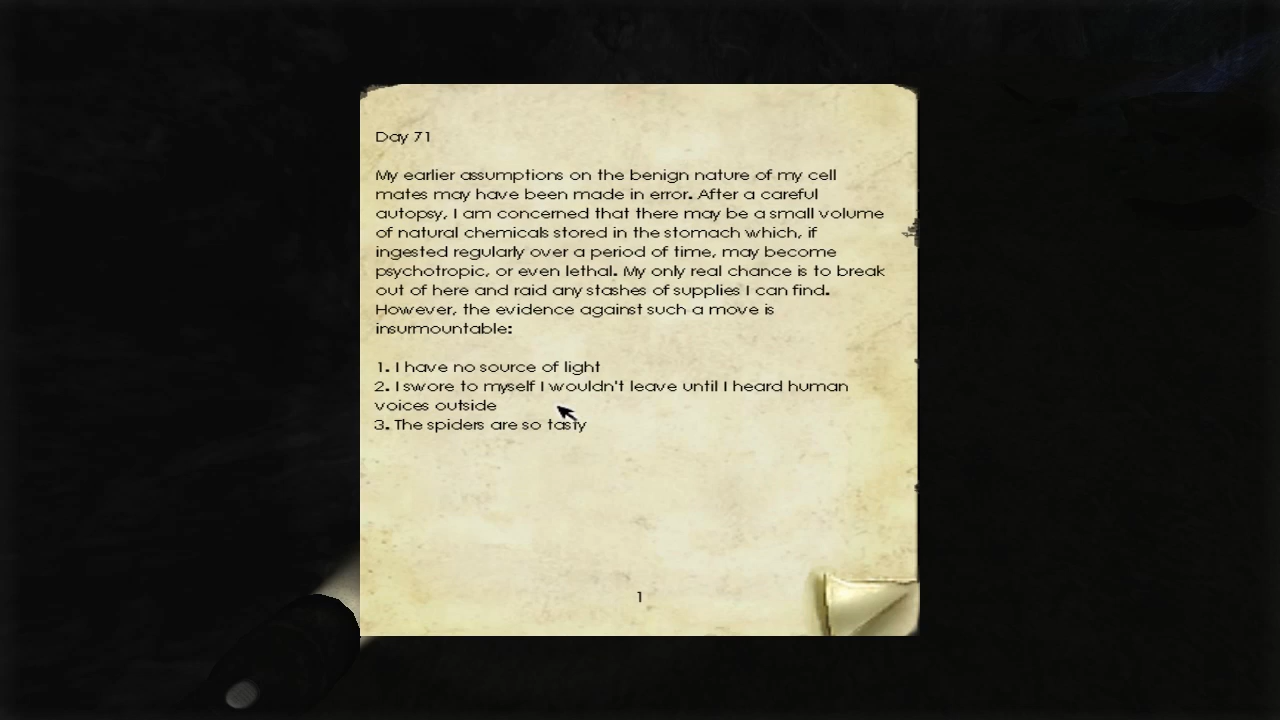 Day 71
My earlier assumptions on the benign nature of my cell
mates may have been made in error. After a careful
autopsy, I am concerned that there may be a small volume
of natural chemicals stored in the stomach which, if
ingested regularly over a period of time, may become
psychotropic, or even lethal. My only real chance is to break
out of here and raid any stashes of supplies I can find.
However, the evidence against such a move is
insurmountable:
1. I have no source of light
2. I swore to myself I wouldn't leave until I heard human
voices outside
3. The spiders are so tasty
1